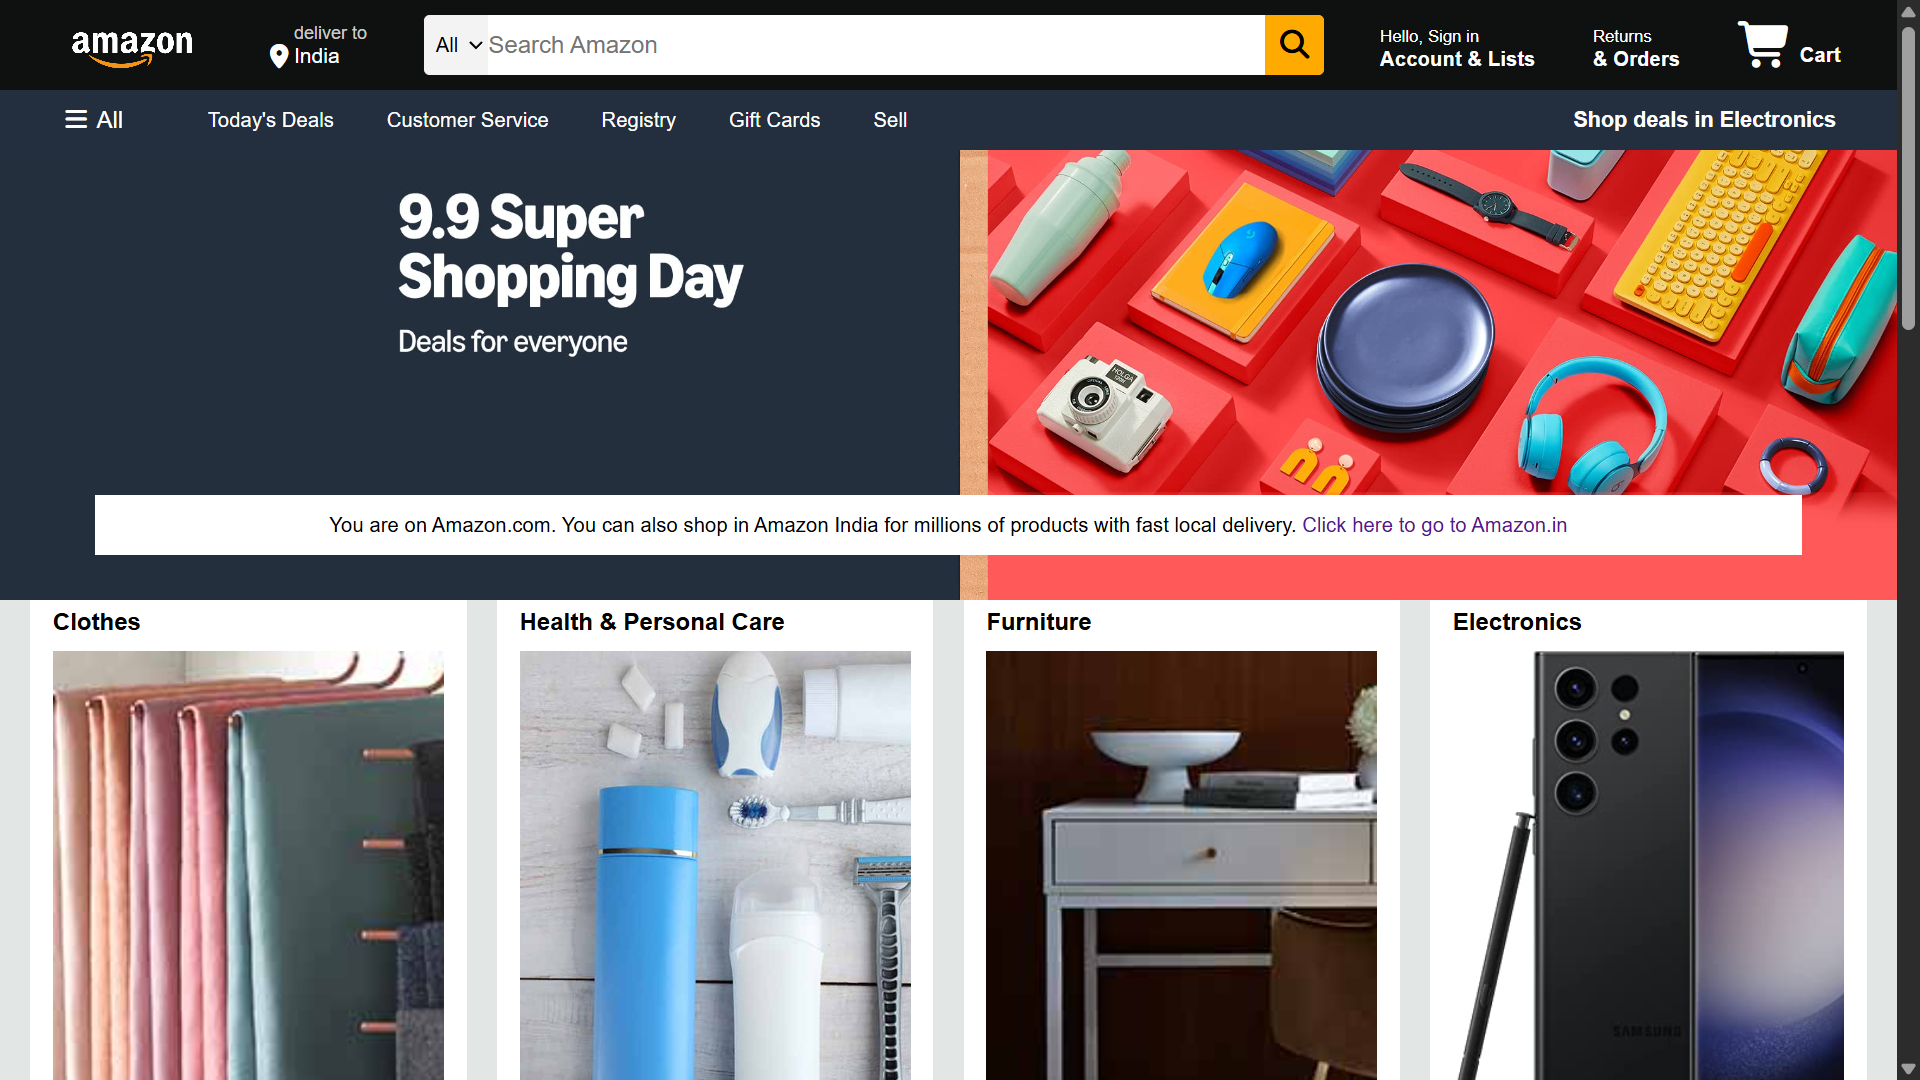 amazon
deliver to
India
All
Search Amazon
Hello, Sign in
Account & Lists
Returns
& Orders
Cart
All
Today's Deals
Customer Service
Registry
Gift Cards
Sell
Shop deals in Electronics
9.9 Super
Shopping Day
Deals for everyone
HOLGA
You are on Amazon.com. You can also shop in Amazon India for millions of products with fast local delivery. Click here to go to Amazon.in
Clothes
Health & Personal Care
Furniture
Electronics
SAMSUNG